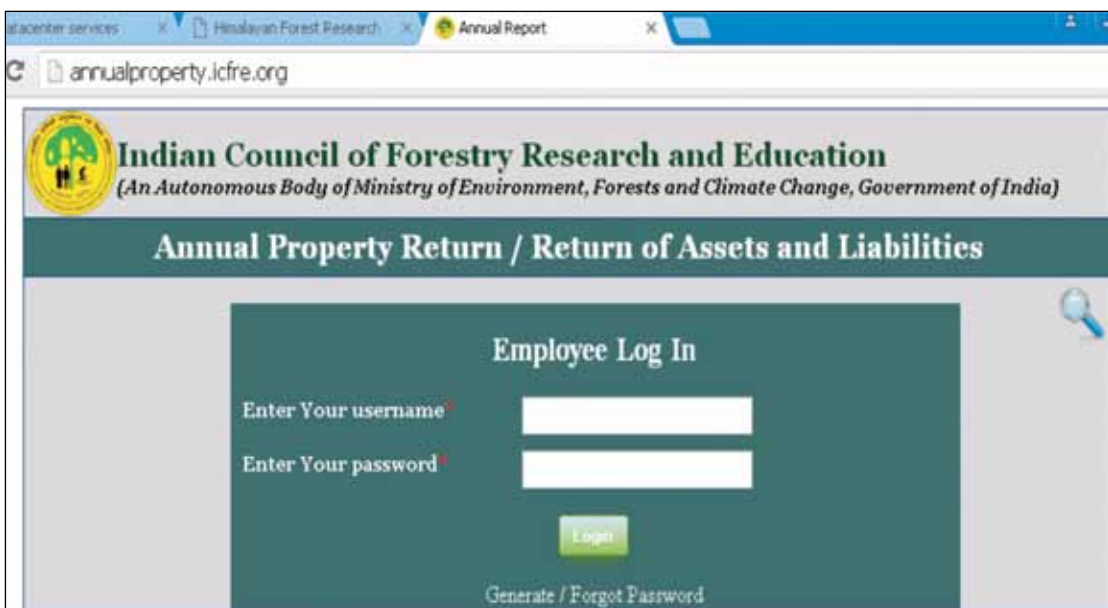 atacenter services
Himalayan Forest Research
Annual Report
annualproperty.icfre.org
Indian Council of Forestry Research and Education
(An Autonomous Body of Ministry of Environment, Forests and Climate Change, Government of India)
Annual Property Return / Return of Assets and Liabilities
Employee Log In
Enter Your username*
Enter Your password*
Login
Generate / Forgot Password